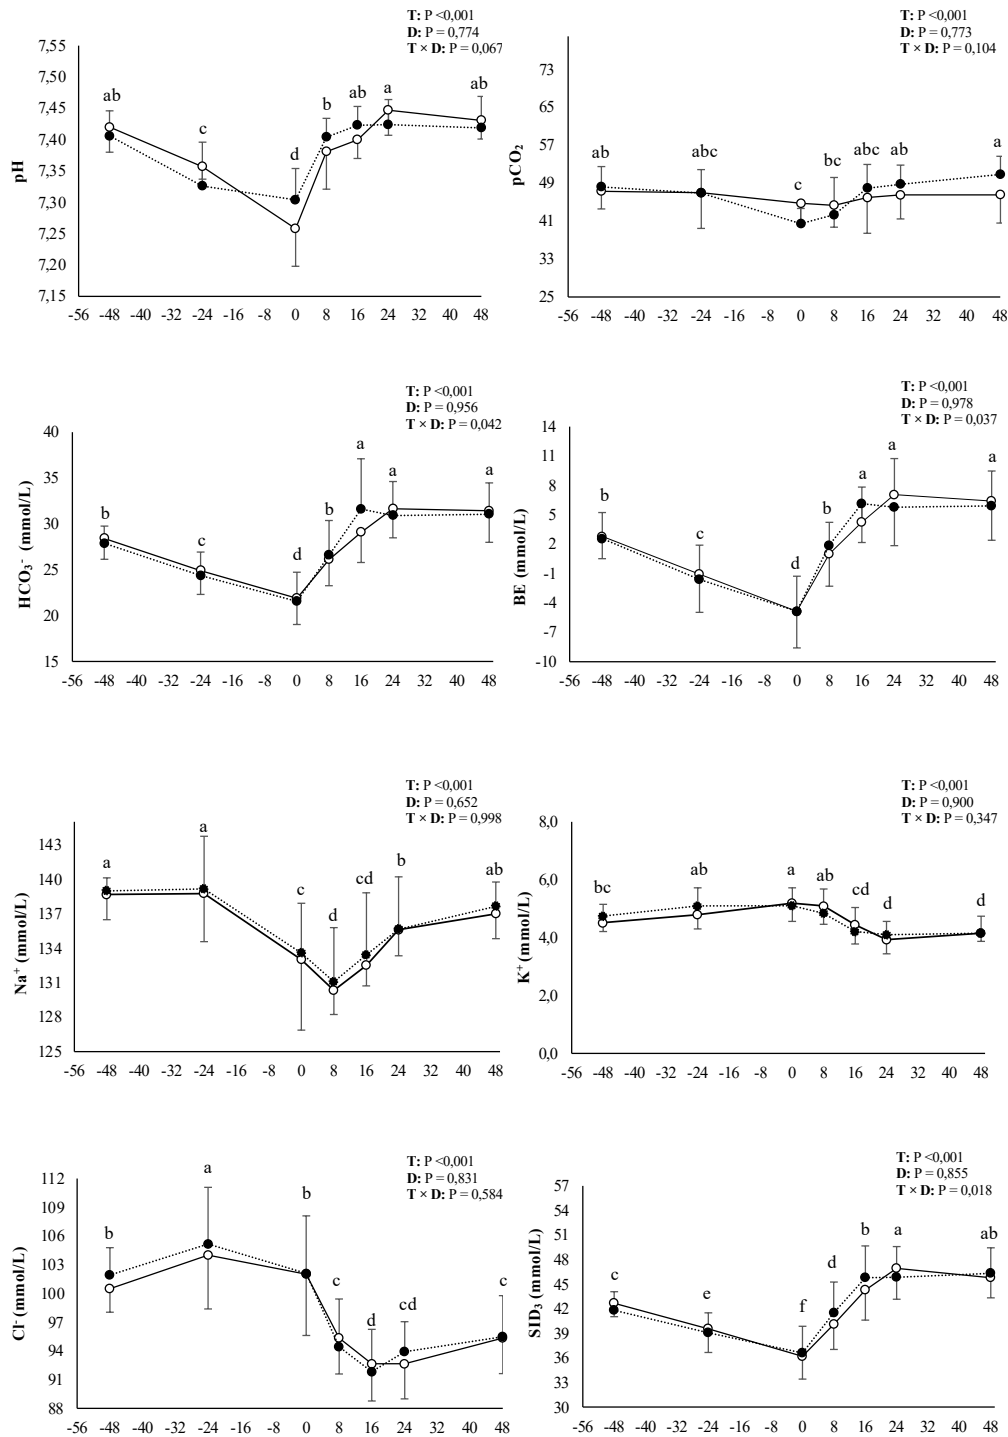 T: P <0,001
D: P = 0,774
T × D: P = 0,067
7,55
7,50
7,45
7,40
7,35
7,30
7,25
7,20
7,15
pH
ab
c
d
b
ab
a
ab
-56 -48 -40 -32 -24 -16 -8 0 8 16 24 32 40 48
T: P <0,001
D: P = 0,773
T × D: P = 0,104
73
65
57
49
41
33
25
pCO₂
ab
abc
c
bc
abc
ab
a
-56 -48 -40 -32 -24 -16 -8 0 8 16 24 32 40 48
T: P <0,001
D: P = 0,956
T × D: P = 0,042
40
35
30
25
20
15
HCO₃⁻ (mmol/L)
b
c
d
b
a
a
a
-56 -48 -40 -32 -24 -16 -8 0 8 16 24 32 40 48
T: P <0,001
D: P = 0,978
T × D: P = 0,037
14
11
8
5
2
-1
-4
-7
-10
BE (mmol/L)
b
c
d
b
a
a
a
-56 -48 -40 -32 -24 -16 -8 0 8 16 24 32 40 48
T: P <0,001
D: P = 0,652
T × D: P = 0,998
143
140
137
134
131
128
125
Na⁺ (mmol/L)
a
a
c
d
cd
b
ab
-56 -48 -40 -32 -24 -16 -8 0 8 16 24 32 40 48
T: P <0,001
D: P = 0,900
T × D: P = 0,347
8,0
6,0
4,0
2,0
0,0
K⁺ (mmol/L)
bc
ab
a
ab
cd
d
d
-56 -48 -40 -32 -24 -16 -8 0 8 16 24 32 40 48
T: P <0,001
D: P = 0,831
T × D: P = 0,584
112
109
106
103
100
97
94
91
88
Cl⁻ (mmol/L)
b
a
b
c
d
cd
c
-56 -48 -40 -32 -24 -16 -8 0 8 16 24 32 40 48
T: P <0,001
D: P = 0,855
T × D: P = 0,018
57
54
51
48
45
42
39
36
33
30
SID₃ (mmol/L)
c
e
f
d
b
a
ab
-56 -48 -40 -32 -24 -16 -8 0 8 16 24 32 40 48